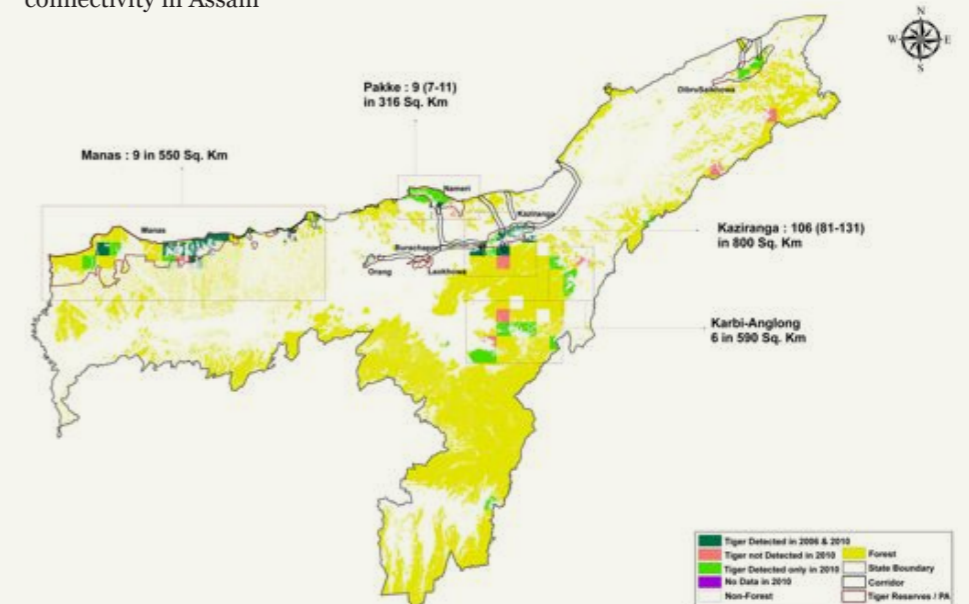 connectivity in Assam
N
W E
S
Pakke : 9 (7-11)
in 316 Sq. Km
DibruSaikhowa
Manas : 9 in 550 Sq. Km
Nameri
Manas
Kaziranga
Kaziranga : 106 (81-131)
in 800 Sq. Km
Burachapori
Orang
Laokhowa
Karbi-Anglong
6 in 590 Sq. Km
Tiger Detected in 2006 & 2010
Tiger not Detected in 2010
Forest
Tiger Detected only in 2010
State Boundary
No Data in 2010
Corridor
Non-Forest
Tiger Reserves / PA